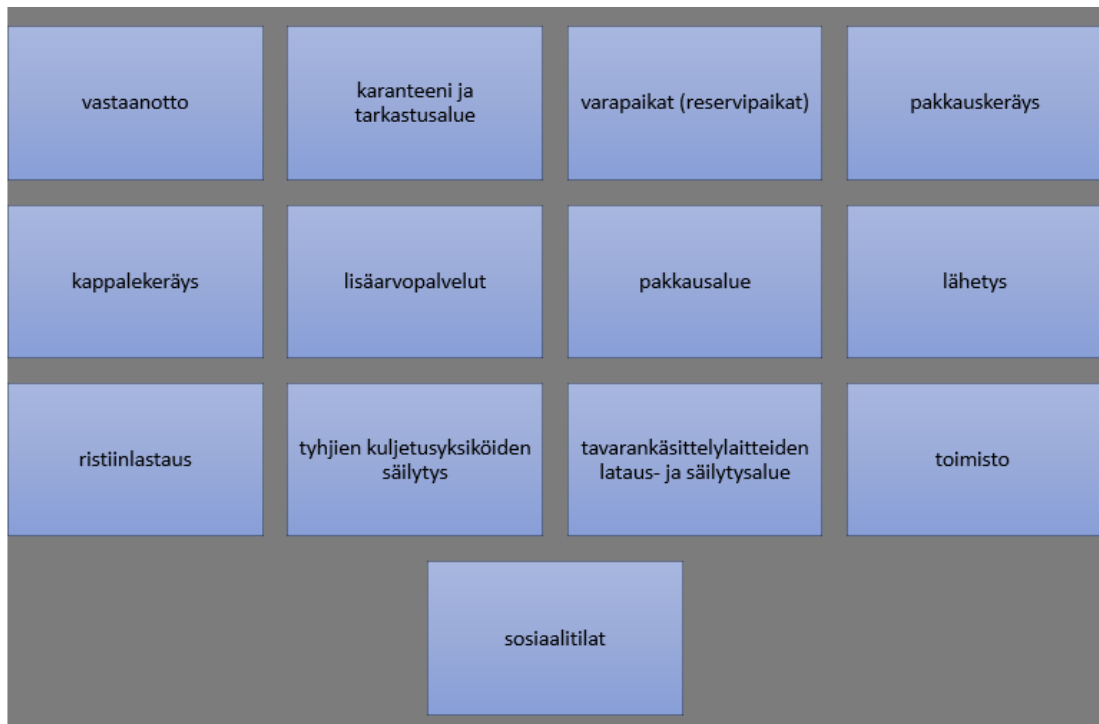 vastaanotto
karanteeni ja
tarkastusalue
varapaikat (reservipaikat)
pakkauskeräys
kappalekeräys
lisäarvopalvelut
pakkausalue
lähetys
ristiinlastaus
tyhjien kuljetusyksiköiden
säilytys
tavarankäsittelylaitteiden
lataus- ja säilytysalue
toimisto
sosiaalitilat